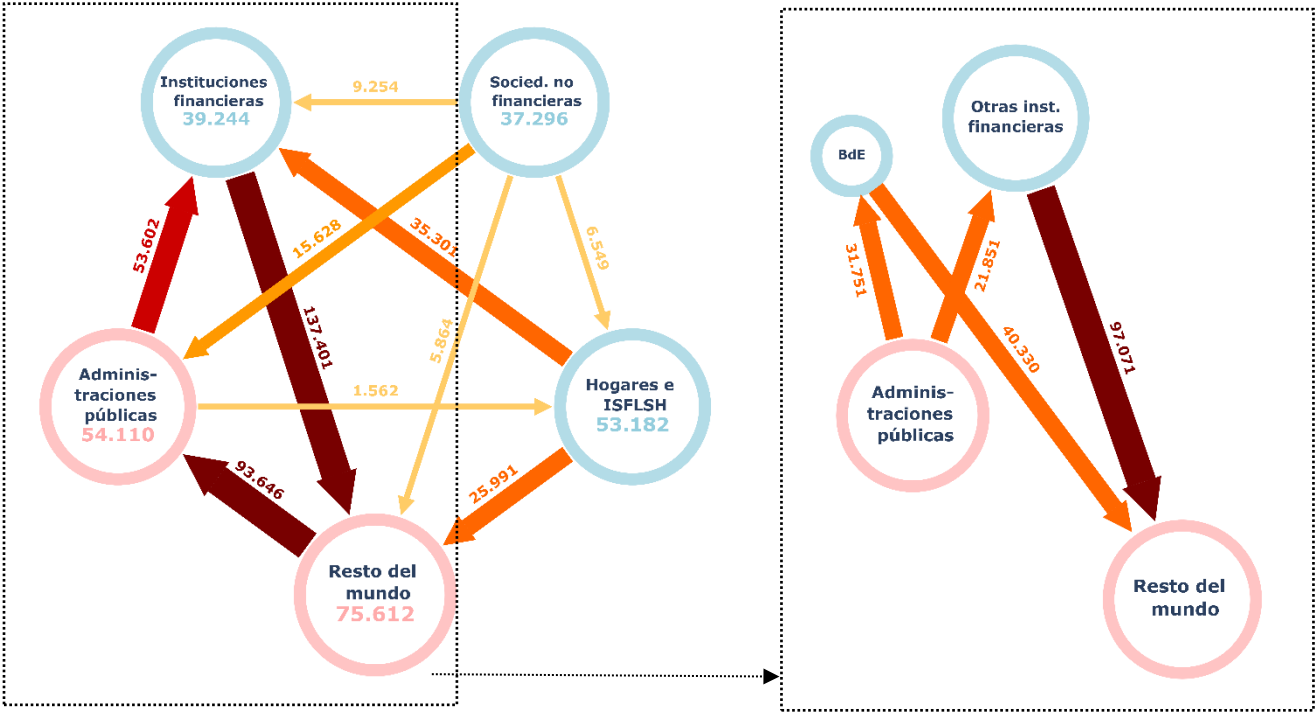 Instituciones
financieras
39.244
9.254
Socied. no
financieras
37.296
53.602
15.628
35.301
6.549
137.401
5.864
Adminis-
traciones
públicas
54.110
1.562
Hogares e
ISFLSH
53.182
93.646
25.991
Resto del
mundo
75.612
BdE
Otras inst.
financieras
31.751
21.851
40.330
97.071
Adminis-
traciones
públicas
Resto del
mundo